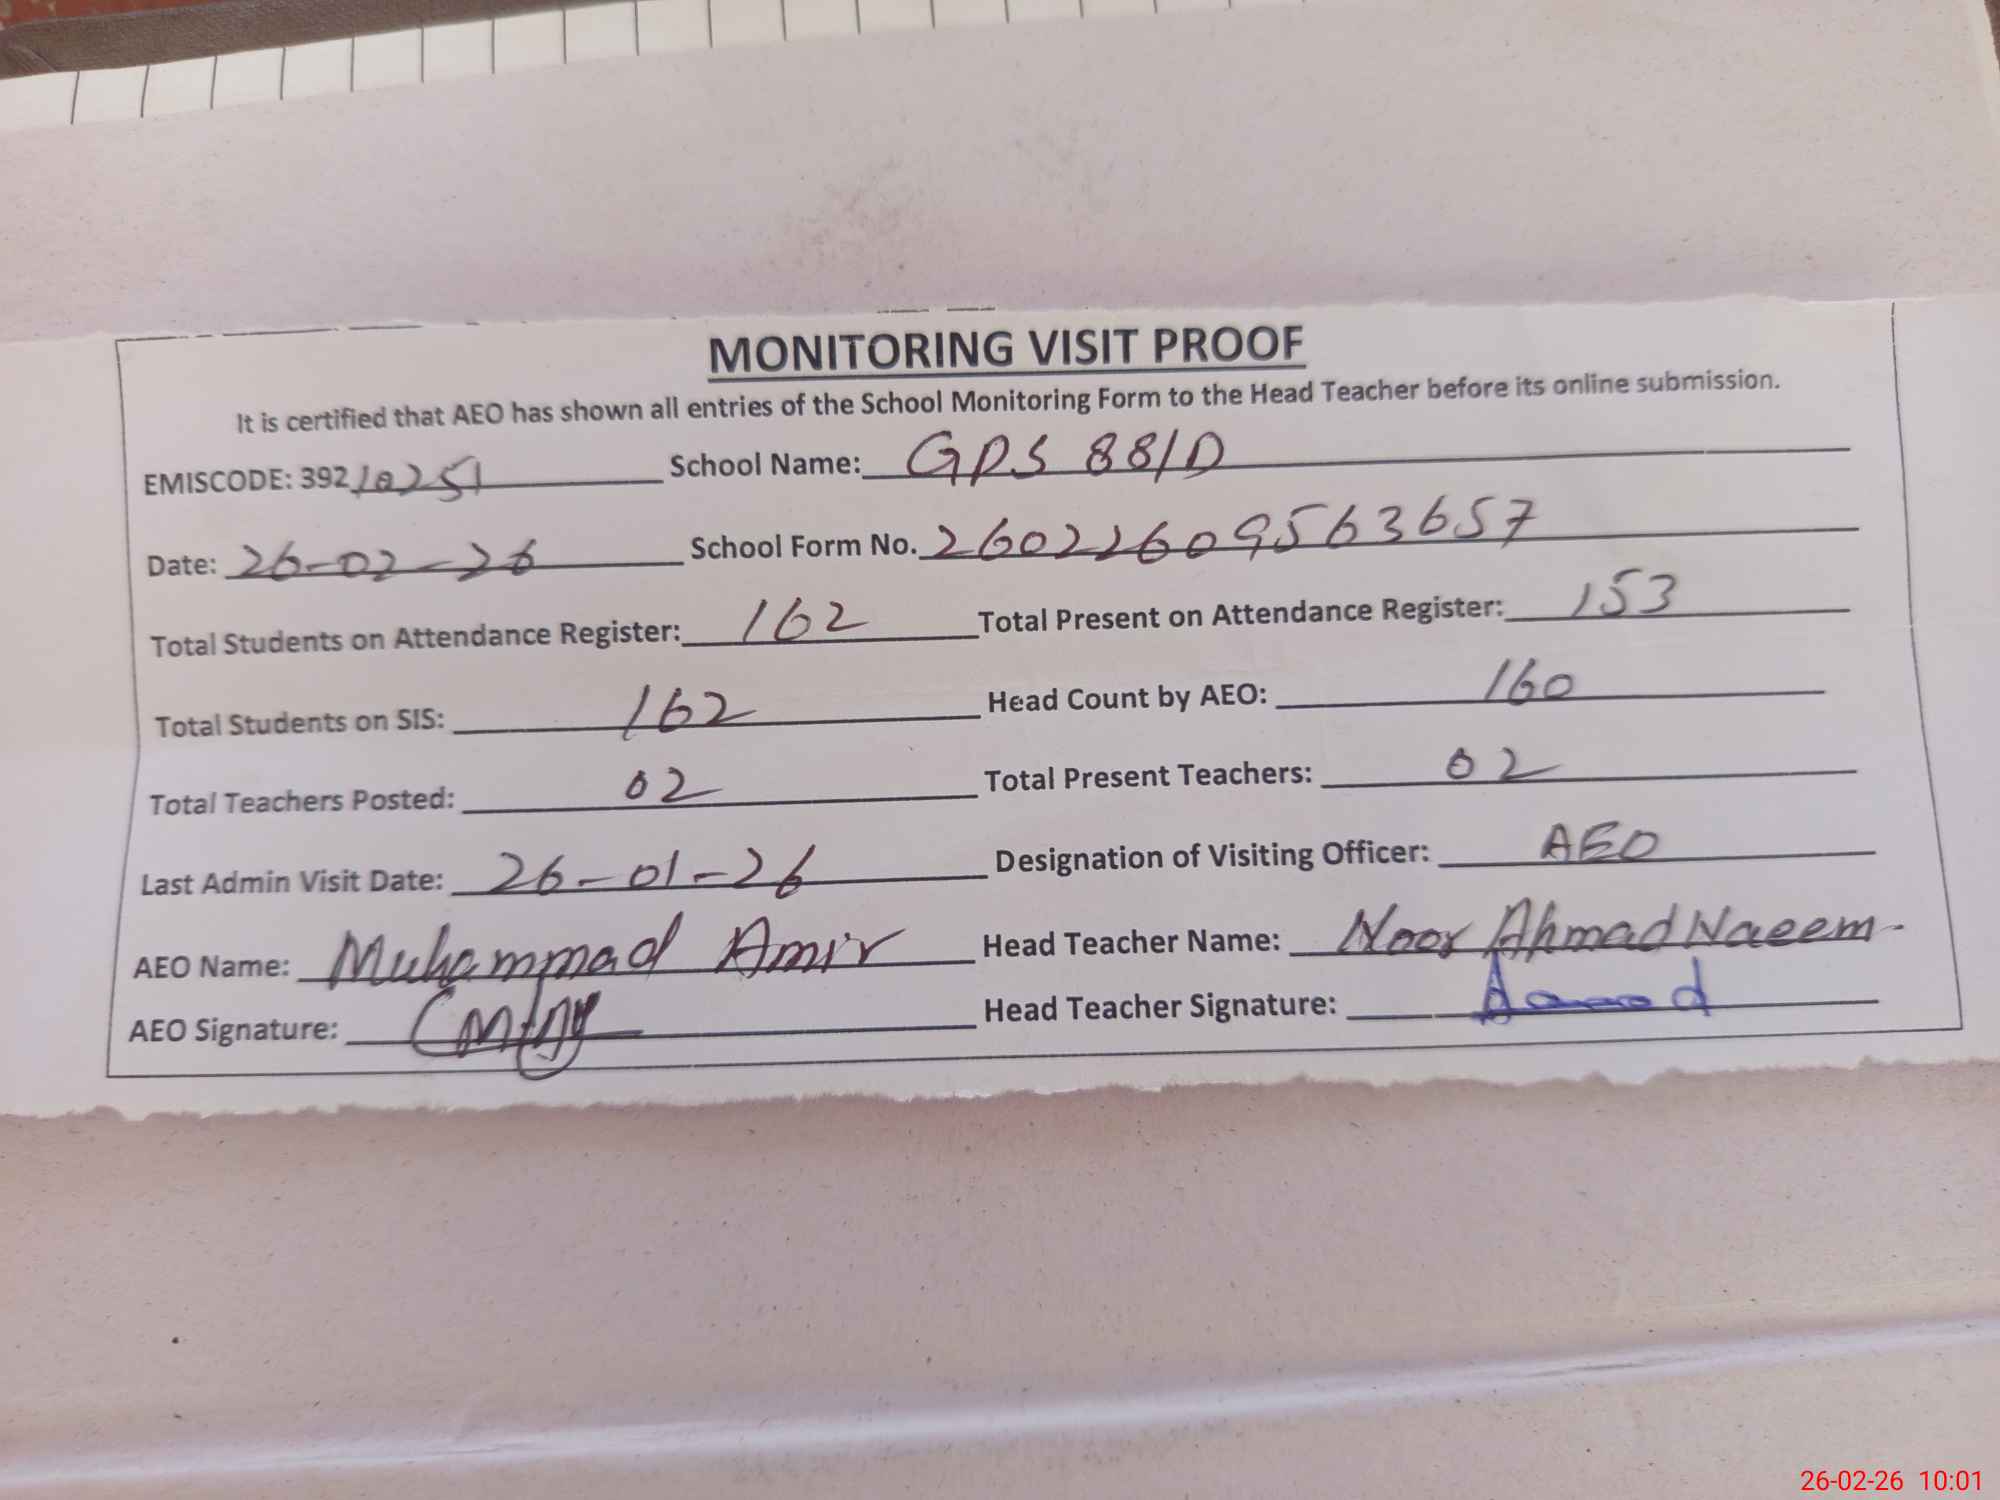 MONITORING VISIT PROOF
It is certified that AEO has shown all entries of the School Monitoring Form to the Head Teacher before its online submission.
EMISCODE: 39210251 School Name: GPS 88/D
Date: 26-02-26 School Form No. 26022609563657
Total Students on Attendance Register: 162 Total Present on Attendance Register: 153
Total Students on SIS: 162 Head Count by AEO: 160
Total Teachers Posted: 02 Total Present Teachers: 02
Last Admin Visit Date: 26-01-26 Designation of Visiting Officer: AEO
AEO Name: Muhammad Amir Head Teacher Name: Noor Ahmad Naeem.
AEO Signature: Head Teacher Signature:
26-02-26 10:01